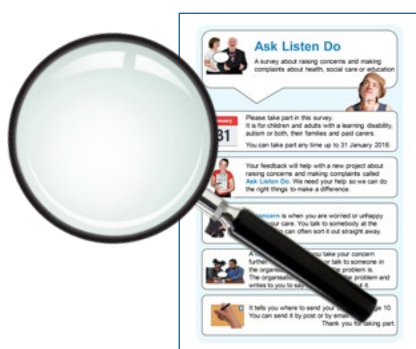 Ask Listen Do
A survey about raising concerns and making
complaints about health, social care or education
31
Please take part in this survey.
It is for children and adults with a learning disability,
autism or both, their families and paid carers.
You can take part any time up to 31 January 2018.
Your feedback will help with a new project about
raising concerns and making complaints called
Ask Listen Do. We need your help so we can do
the right things to make a difference.
is when you are worried or unhappy
your care. You talk to somebody at the
can often sort it out straight away.
A you take your concern
further or talk to someone in
the organis problem is.
The organisat the problem and
writes to you to say it.
It tells you where to send your ge 10.
You can send it by post or by email
Thank you for taking part.